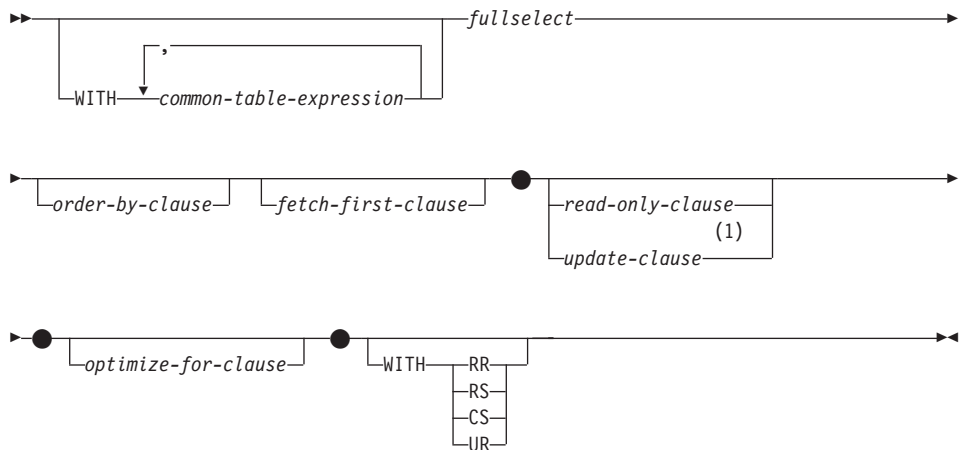 fullselect
,
WITH common-table-expression
order-by-clause fetch-first-clause read-only-clause
(1)
update-clause
optimize-for-clause WITH RR
RS
CS
UR